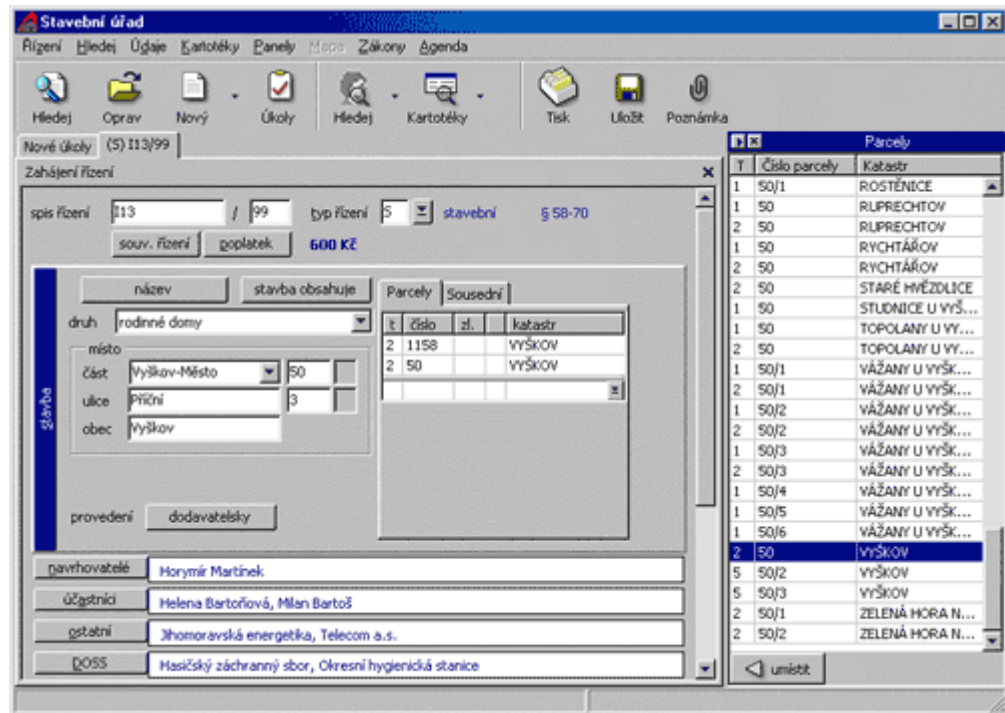 Stavební úřad
Řízení Hledej Údaje Kartotéky Panely Mapa Zákony Agenda
Hledej Oprav Nový Úkoly Hledej Kartotéky Tisk Uložit Poznámka
Nové úkoly (S) I13/99
Zahájení řízení
spis řízení I13 / 99 typ řízení S stavební § 58-70
souv. řízení poplatek 600 Kč
stavba
název stavba obsahuje
druh rodinné domy
místo
část Vyškov-Město 50
ulice Příční 3
obec Vyškov
provedení dodavatelsky
Parcely Sousední
t číslo zl. katastr
2 1158 VYŠKOV
2 50 VYŠKOV
navrhovatelé Horymír Martínek
účastníci Helena Bartoňová, Milan Bartoš
ostatní Jihomoravská energetika, Telecom a.s.
DOSS Hasičský záchranný sbor, Okresní hygienická stanice
Parcely
T Číslo parcely Katastr
1 50/1 ROSTĚNICE
1 50 RUPRECHTOV
2 50 RUPRECHTOV
1 50 RYCHTÁŘOV
2 50 RYCHTÁŘOV
2 50 STARÉ HVĚZDLICE
1 50 STUDNICE U VYŠ...
1 50 TOPOLANY U VY...
2 50 TOPOLANY U VY...
1 50/1 VÁŽANY U VYŠK...
2 50/1 VÁŽANY U VYŠK...
1 50/2 VÁŽANY U VYŠK...
2 50/2 VÁŽANY U VYŠK...
1 50/3 VÁŽANY U VYŠK...
2 50/3 VÁŽANY U VYŠK...
1 50/4 VÁŽANY U VYŠK...
1 50/5 VÁŽANY U VYŠK...
1 50/6 VÁŽANY U VYŠK...
2 50 VYŠKOV
5 50/2 VYŠKOV
5 50/3 VYŠKOV
2 50/1 ZELENÁ HORA N...
2 50/2 ZELENÁ HORA N...
umístit